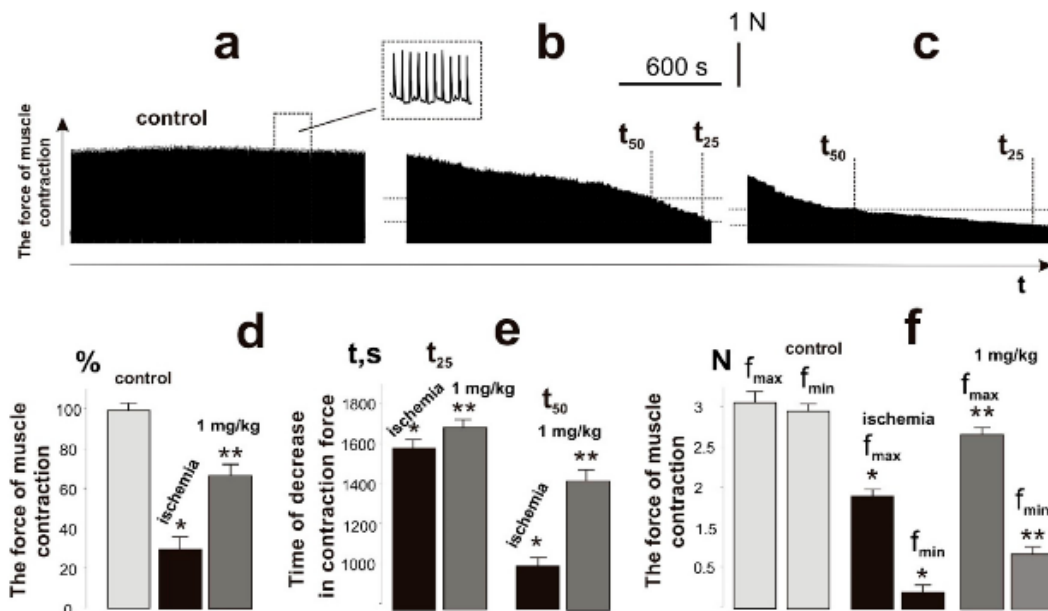 a
b
c
1 N
600 s
The force of muscle
contraction
control
t50
t25
t50
t25
t
d
%
control
1 mg/kg
ischemia
**
*
100
80
60
40
20
0
The force of muscle
contraction
e
t,s
t25
1 mg/kg
ischemia
*
**
t50
1 mg/kg
ischemia
**
*
1800
1600
1400
1200
1000
Time of decrease
in contraction force
f
N
control
fmax
fmin
ischemia
fmax
*
fmin
*
1 mg/kg
fmax
**
fmin
**
3
2.5
2
1.5
1
0.5
The force of muscle
contraction